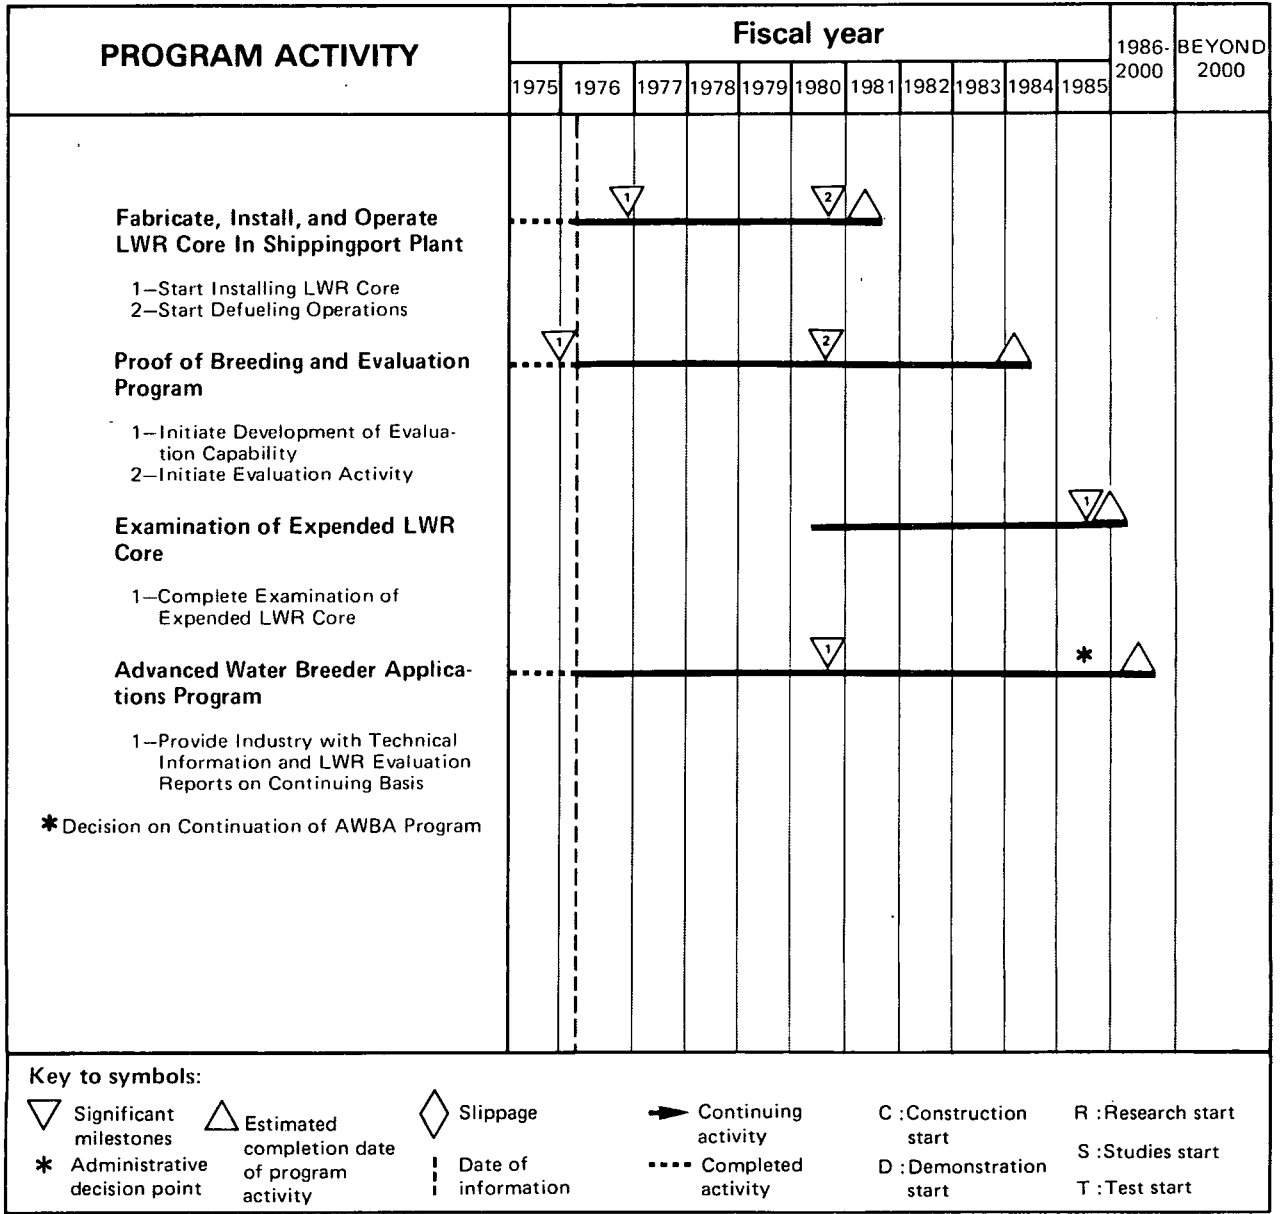 PROGRAM ACTIVITY
Fiscal year
1986-
2000
BEYOND
2000
1975 1976 1977 1978 1979 1980 1981 1982 1983 1984 1985
1 2
Fabricate, Install, and Operate
LWR Core In Shippingport Plant
1—Start Installing LWR Core
2—Start Defueling Operations
1 2
Proof of Breeding and Evaluation
Program
1—Initiate Development of Evalua-
tion Capability
2—Initiate Evaluation Activity
1
Examination of Expended LWR
Core
1—Complete Examination of
Expended LWR Core
1 *
Advanced Water Breeder Applica-
tions Program
1—Provide Industry with Technical
Information and LWR Evaluation
Reports on Continuing Basis
* Decision on Continuation of AWBA Program
Key to symbols:
Significant
milestones
* Administrative
decision point
Estimated
completion date
of program
activity
Slippage
Date of
information
Continuing
activity
Completed
activity
C :Construction
start
D :Demonstration
start
R :Research start
S :Studies start
T :Test start